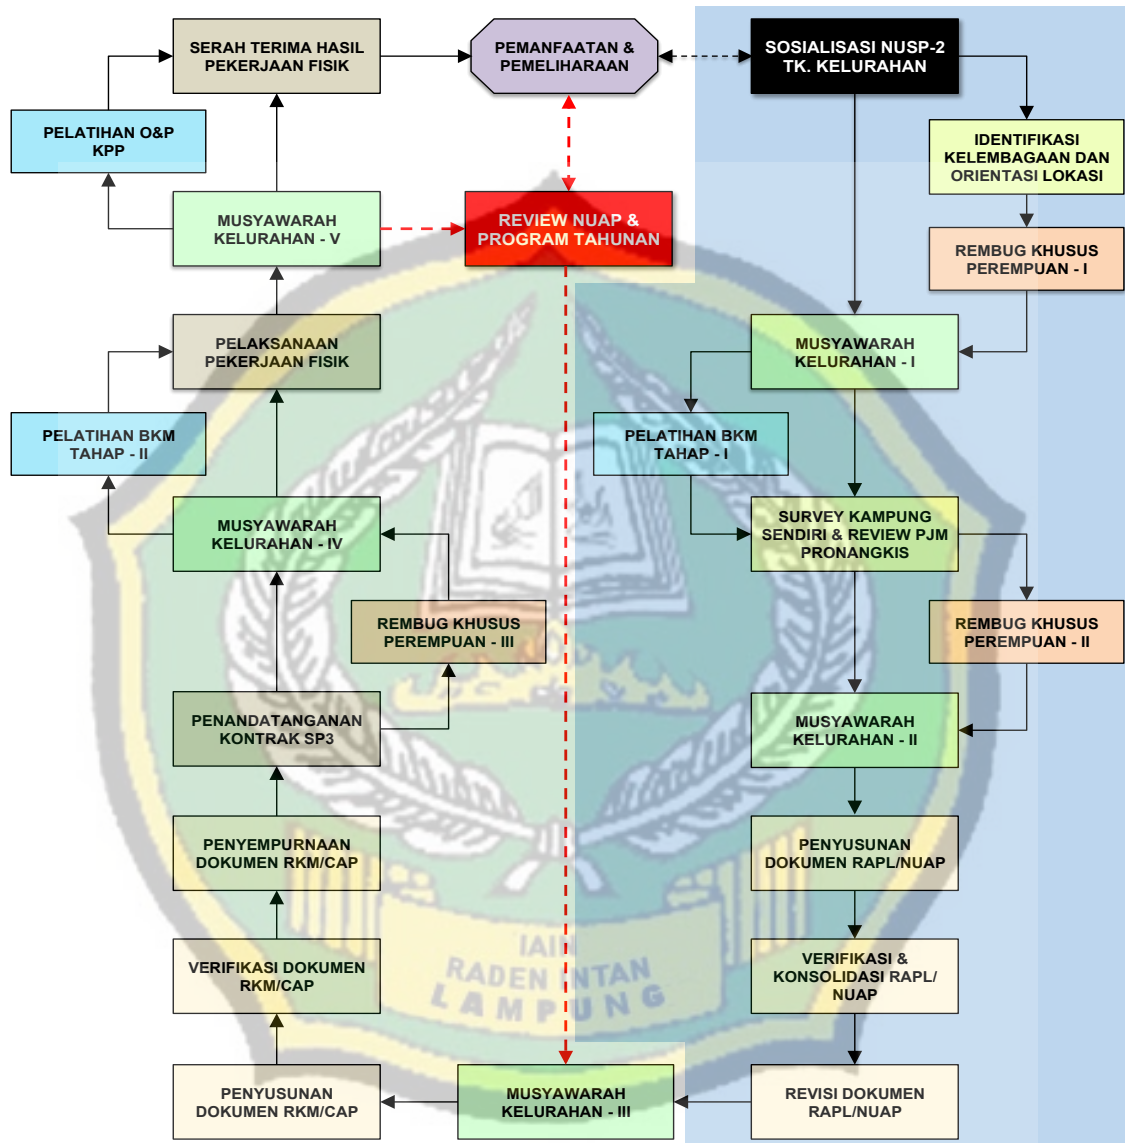 SERAH TERIMA HASIL
PEKERJAAN FISIK
PEMANFAATAN &
PEMELIHARAAN
SOSIALISASI NUSP-2
TK. KELURAHAN
PELATIHAN O&P
KPP
IDENTIFIKASI
KELEMBAGAAN DAN
ORIENTASI LOKASI
MUSYAWARAH
KELURAHAN - V
REVIEW NUAP &
PROGRAM TAHUNAN
REMBUG KHUSUS
PEREMPUAN - I
PELAKSANAAN
PEKERJAAN FISIK
MUSYAWARAH
KELURAHAN - I
PELATIHAN BKM
TAHAP - II
PELATIHAN BKM
TAHAP - I
MUSYAWARAH
KELURAHAN - IV
SURVEY KAMPUNG
SENDIRI & REVIEW PJM
PRONANGKIS
REMBUG KHUSUS
PEREMPUAN - III
REMBUG KHUSUS
PEREMPUAN - II
PENANDATANGANAN
KONTRAK SP3
MUSYAWARAH
KELURAHAN - II
PENYEMPURNAAN
DOKUMEN RKM/CAP
PENYUSUNAN
DOKUMEN RAPL/NUAP
VERIFIKASI DOKUMEN
RKM/CAP
IAIN
RADEN INTAN
LAMPUNG
VERIFIKASI &
KONSOLIDASI RAPL/
NUAP
PENYUSUNAN
DOKUMEN RKM/CAP
MUSYAWARAH
KELURAHAN - III
REVISI DOKUMEN
RAPL/NUAP